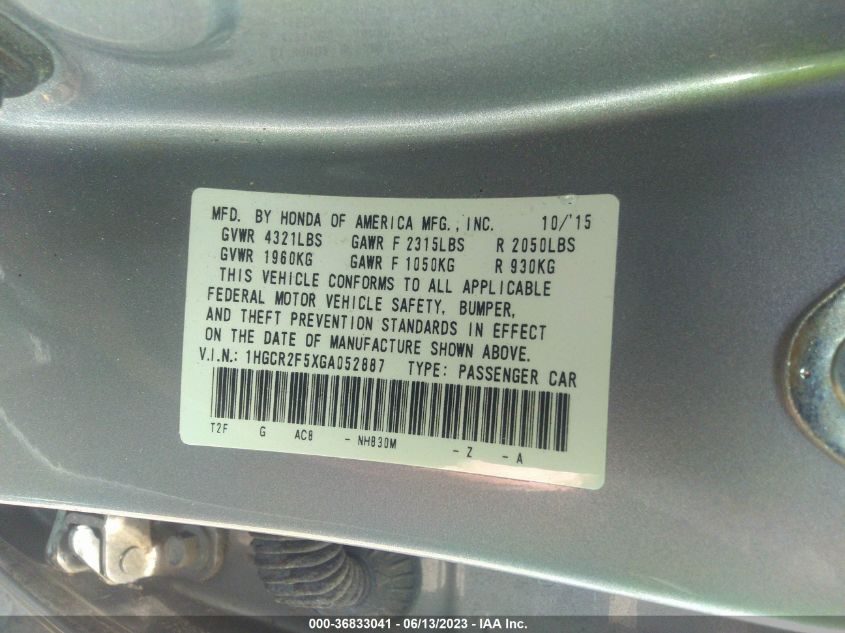 MFD. BY HONDA OF AMERICA MFG., INC. 10/'15
GVWR 4321LBS GAWR F 2315LBS R 2050LBS
GVWR 1960KG GAWR F 1050KG R 930KG
THIS VEHICLE CONFORMS TO ALL APPLICABLE
FEDERAL MOTOR VEHICLE SAFETY, BUMPER,
AND THEFT PREVENTION STANDARDS IN EFFECT
ON THE DATE OF MANUFACTURE SHOWN ABOVE.
V.I.N.: 1HGCR2F5XGA052887 TYPE: PASSENGER CAR
T2F G AC8 - NH830M - Z - A
000-36833041 - 06/13/2023 - IAA Inc.